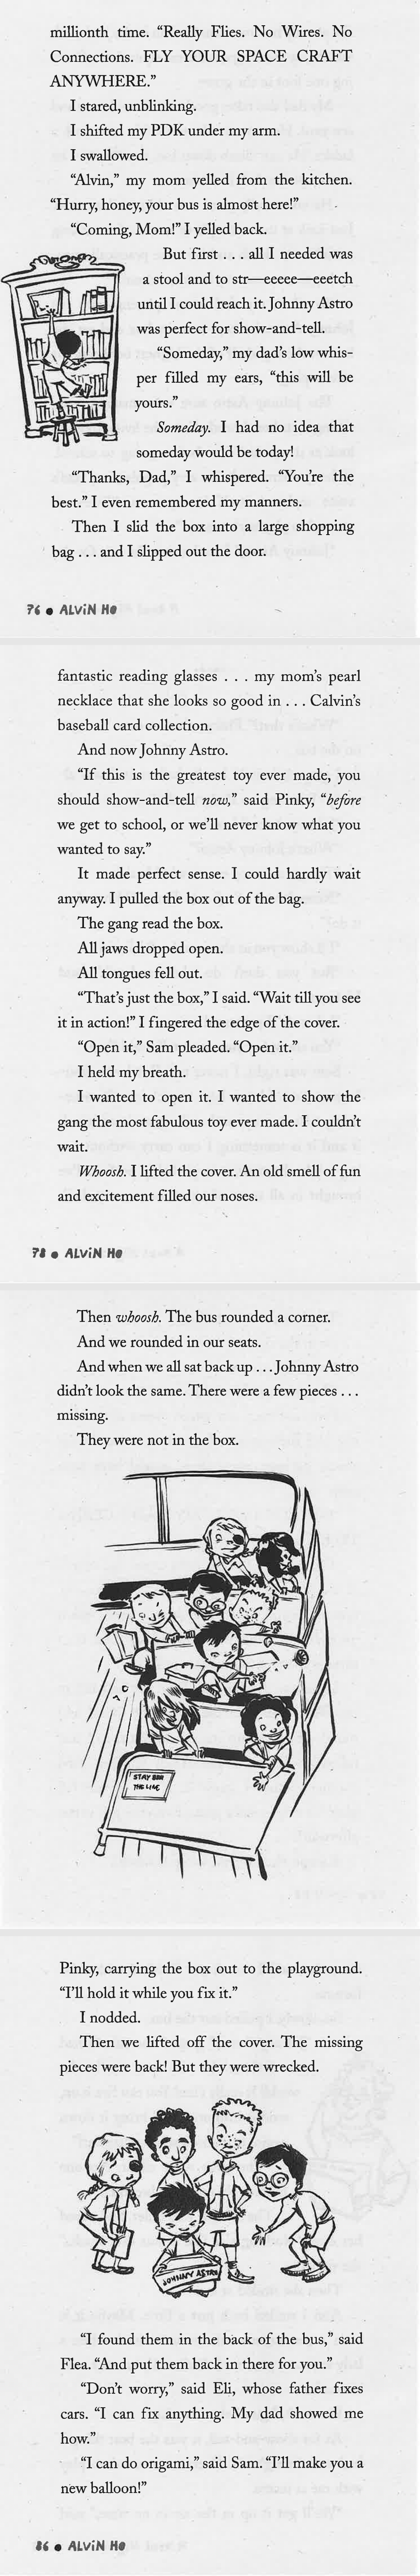 millionth time. “Really Flies. No Wires. No
Connections. FLY YOUR SPACE CRAFT
ANYWHERE.”
I stared, unblinking.
I shifted my PDK under my arm.
I swallowed.
“Alvin,” my mom yelled from the kitchen.
“Hurry, honey, your bus is almost here!”
“Coming, Mom!” I yelled back.
But first . . . all I needed was
a stool and to str—eeeee—eeetch
until I could reach it. Johnny Astro
was perfect for show-and-tell.
“Someday,” my dad’s low whis-
per filled my ears, “this will be
yours.”
Someday. I had no idea that
someday would be today!
“Thanks, Dad,” I whispered. “You’re the
best.” I even remembered my manners.
Then I slid the box into a large shopping
bag . . . and I slipped out the door.
76 • ALViN HO
fantastic reading glasses . . . my mom’s pearl
necklace that she looks so good in . . . Calvin’s
baseball card collection.
And now Johnny Astro.
“If this is the greatest toy ever made, you
should show-and-tell now,” said Pinky, “before
we get to school, or we’ll never know what you
wanted to say.”
It made perfect sense. I could hardly wait
anyway. I pulled the box out of the bag.
The gang read the box.
All jaws dropped open.
All tongues fell out.
“That’s just the box,” I said. “Wait till you see
it in action!” I fingered the edge of the cover.
“Open it,” Sam pleaded. “Open it.”
I held my breath.
I wanted to open it. I wanted to show the
gang the most fabulous toy ever made. I couldn’t
wait.
Whoosh. I lifted the cover. An old smell of fun
and excitement filled our noses.
78 • ALViN HO
Then whoosh. The bus rounded a corner.
And we rounded in our seats.
And when we all sat back up . . . Johnny Astro
didn’t look the same. There were a few pieces . . .
missing.
They were not in the box.
STAY BEH
THE LINE
Pinky, carrying the box out to the playground.
“I’ll hold it while you fix it.”
I nodded.
Then we lifted off the cover. The missing
pieces were back! But they were wrecked.
JOHNNY ASTRO
“I found them in the back of the bus,” said
Flea. “And put them back in there for you.”
“Don’t worry,” said Eli, whose father fixes
cars. “I can fix anything. My dad showed me
how.”
“I can do origami,” said Sam. “I’ll make you a
new balloon!”
86 • ALViN HO